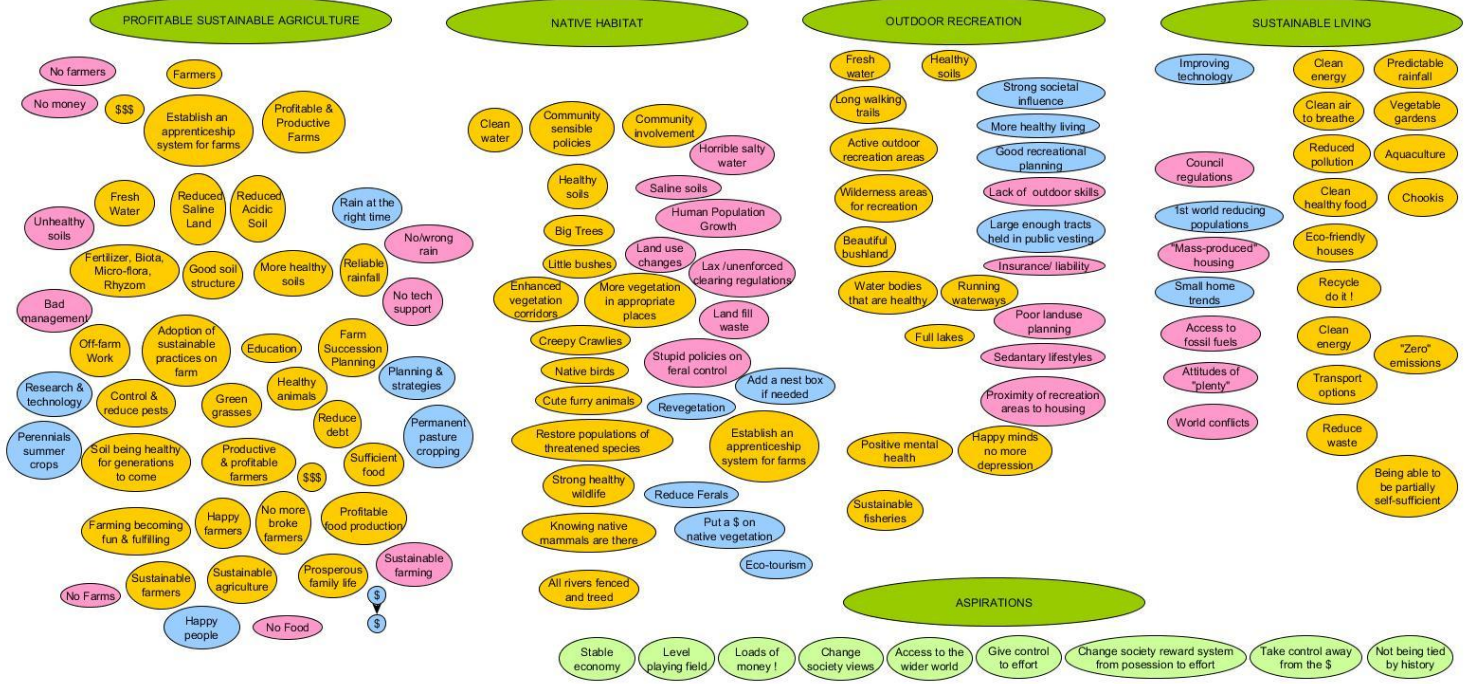 PROFITABLE SUSTAINABLE AGRICULTURE
No farmers
Farmers
No money
$$$
Establish an
apprenticeship
system for farms
Profitable &
Productive
Farms
Fresh
Water
Reduced
Saline
Land
Reduced
Acidic
Soil
Rain at the
right time
Unhealthy
soils
No/wrong
rain
Fertilizer, Biota,
Micro-flora,
Rhyzom
Good soil
structure
More healthy
soils
Reliable
rainfall
Bad
management
No tech
support
Off-farm
Work
Adoption of
sustainable
practices on
farm
Education
Farm
Succession
Planning
Research &
technology
Control &
reduce pests
Green
grasses
Healthy
animals
Planning &
strategies
Reduce
debt
Perennials
summer
crops
Soil being healthy
for generations
to come
Productive
& profitable
farmers
$$$
Sufficient
food
Permanent
pasture
cropping
Farming becoming
fun & fulfilling
Happy
farmers
No more
broke
farmers
Profitable
food production
No Farms
Sustainable
farmers
Sustainable
agriculture
Prosperous
family life
Sustainable
farming
$
$
Happy
people
No Food
NATIVE HABITAT
Clean
water
Community
sensible
policies
Community
involvement
Horrible salty
water
Healthy
soils
Saline soils
Human Population
Growth
Big Trees
Land use
changes
Little bushes
Lax /unenforced
clearing regulations
Enhanced
vegetation
corridors
More vegetation
in appropriate
places
Land fill
waste
Creepy Crawlies
Stupid policies on
feral control
Native birds
Add a nest box
if needed
Cute furry animals
Revegetation
Restore populations of
threatened species
Establish an
apprenticeship
system for farms
Strong healthy
wildlife
Reduce Ferals
Knowing native
mammals are there
Put a $ on
native vegetation
Eco-tourism
All rivers fenced
and treed
OUTDOOR RECREATION
Fresh
water
Healthy
soils
Long walking
trails
Strong societal
influence
More healthy living
Active outdoor
recreation areas
Good recreational
planning
Wilderness areas
for recreation
Lack of outdoor skills
Large enough tracts
held in public vesting
Beautiful
bushland
Insurance/ liability
Water bodies
that are healthy
Running
waterways
Full lakes
Poor landuse
planning
Sedantary lifestyles
Proximity of recreation
areas to housing
Positive mental
health
Happy minds
no more
depression
Sustainable
fisheries
SUSTAINABLE LIVING
Improving
technology
Clean
energy
Predictable
rainfall
Clean air
to breathe
Vegetable
gardens
Council
regulations
Reduced
pollution
Aquaculture
Clean
healthy food
Chookis
1st world reducing
populations
"Mass-produced"
housing
Eco-friendly
houses
Small home
trends
Recycle
do it !
Access to
fossil fuels
Clean
energy
"Zero"
emissions
Attitudes of
"plenty"
Transport
options
World conflicts
Reduce
waste
Being able to
be partially
self-sufficient
ASPIRATIONS
Stable
economy
Level
playing field
Loads of
money !
Change
society views
Access to the
wider world
Give control
to effort
Change society reward system
from posession to effort
Take control away
from the $
Not being tied
by history